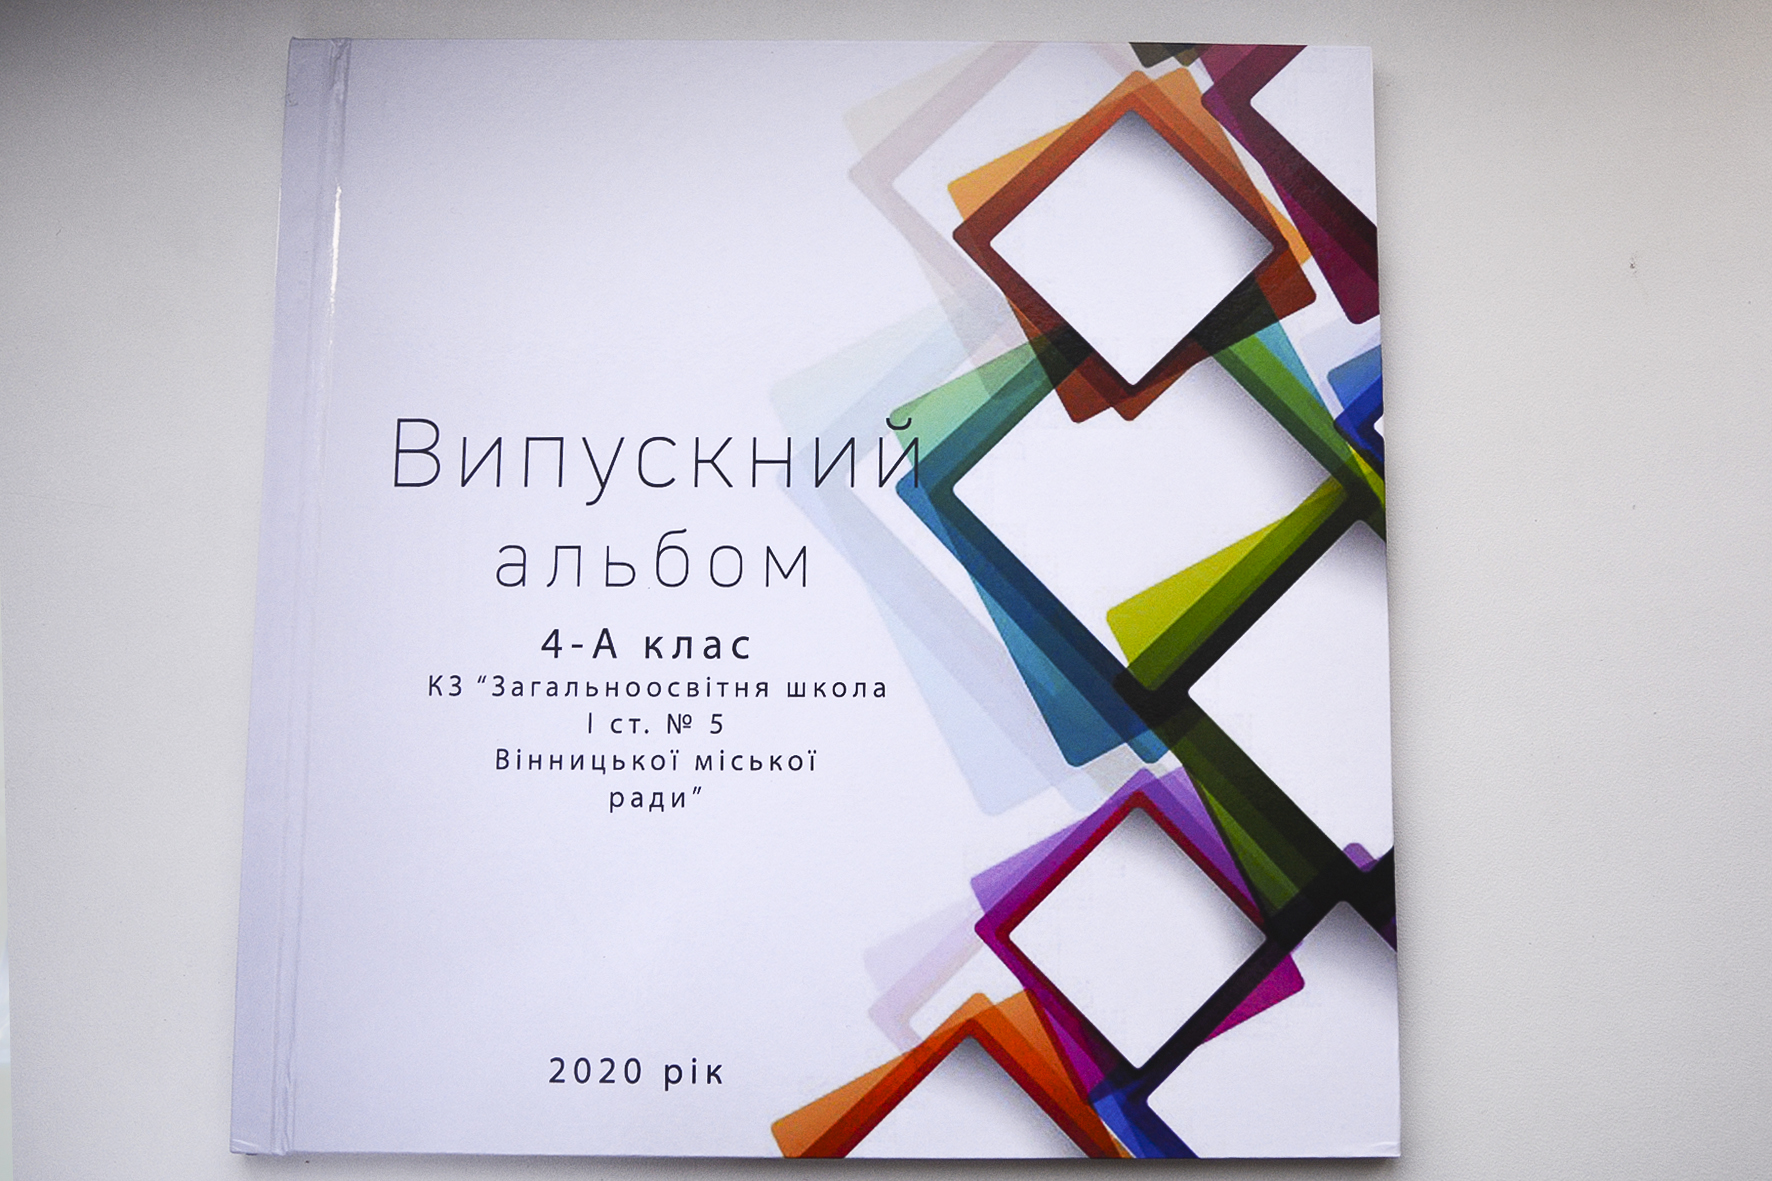 Випускний
альбом
4-А клас
КЗ “Загальноосвітня школа
І ст. № 5
Вінницької міської
ради”
2020 рік